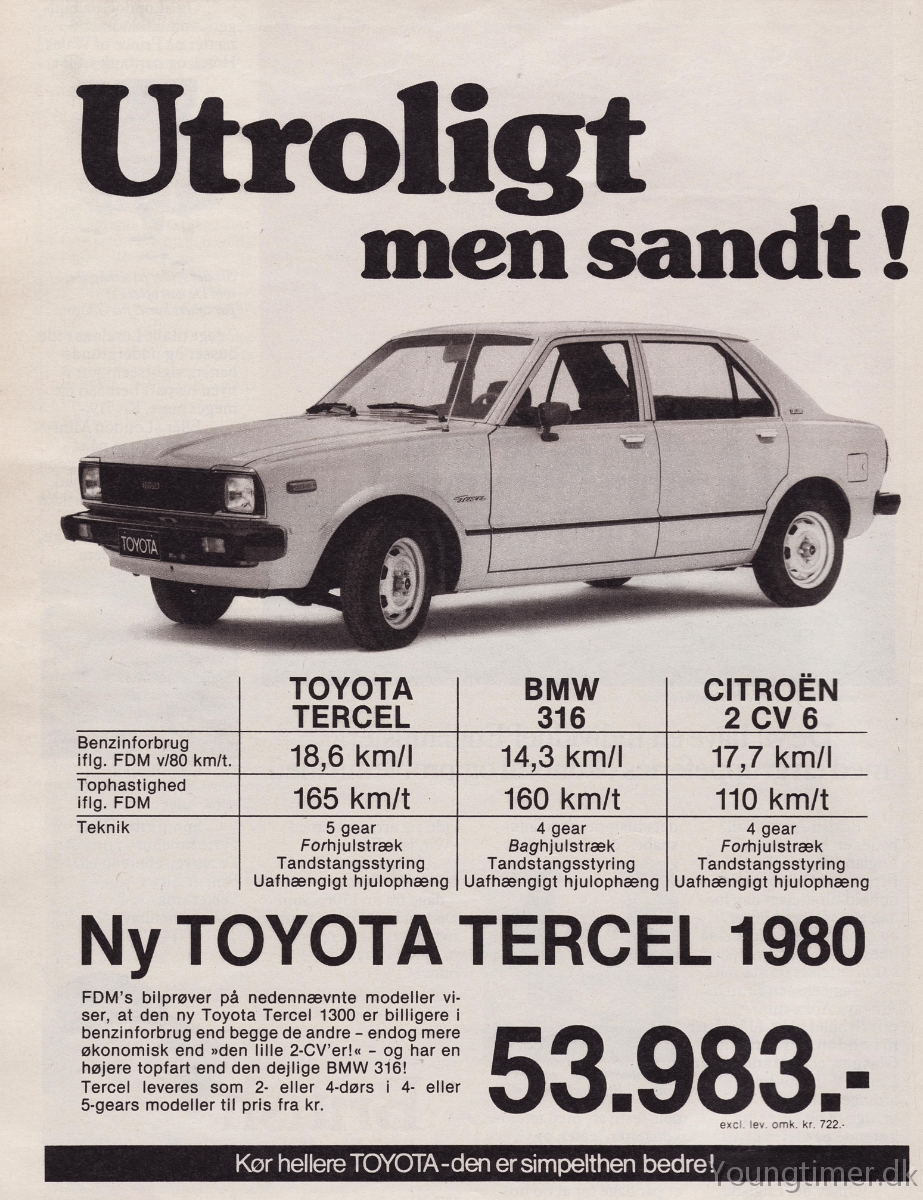 Utroligt
men sandt!
TOYOTA
TOYOTA TERCEL
BMW 316
CITROËN 2 CV 6
Benzinforbrug
iflg. FDM v/80 km/t.
18,6 km/l
14,3 km/l
17,7 km/l
Tophastighed
iflg. FDM
165 km/t
160 km/t
110 km/t
Teknik
5 gear
Forhjulstræk
Tandstangsstyring
Uafhængigt hjulophæng
4 gear
Baghjulstræk
Tandstangsstyring
Uafhængigt hjulophæng
4 gear
Forhjulstræk
Tandstangsstyring
Uafhængigt hjulophæng
Ny TOYOTA TERCEL 1980
FDM's bilprøver på nedennævnte modeller vi-
ser, at den ny Toyota Tercel 1300 er billigere i
benzinforbrug end begge de andre – endog mere
økonomisk end »den lille 2-CV'er!« – og har en
højere topfart end den dejlige BMW 316!
Tercel leveres som 2- eller 4-dørs i 4- eller
5-gears modeller til pris fra kr.
53.983.-
excl. lev. omk. kr. 722.-
Kør hellere TOYOTA-den er simpelthen bedre!
Youngtimer.dk